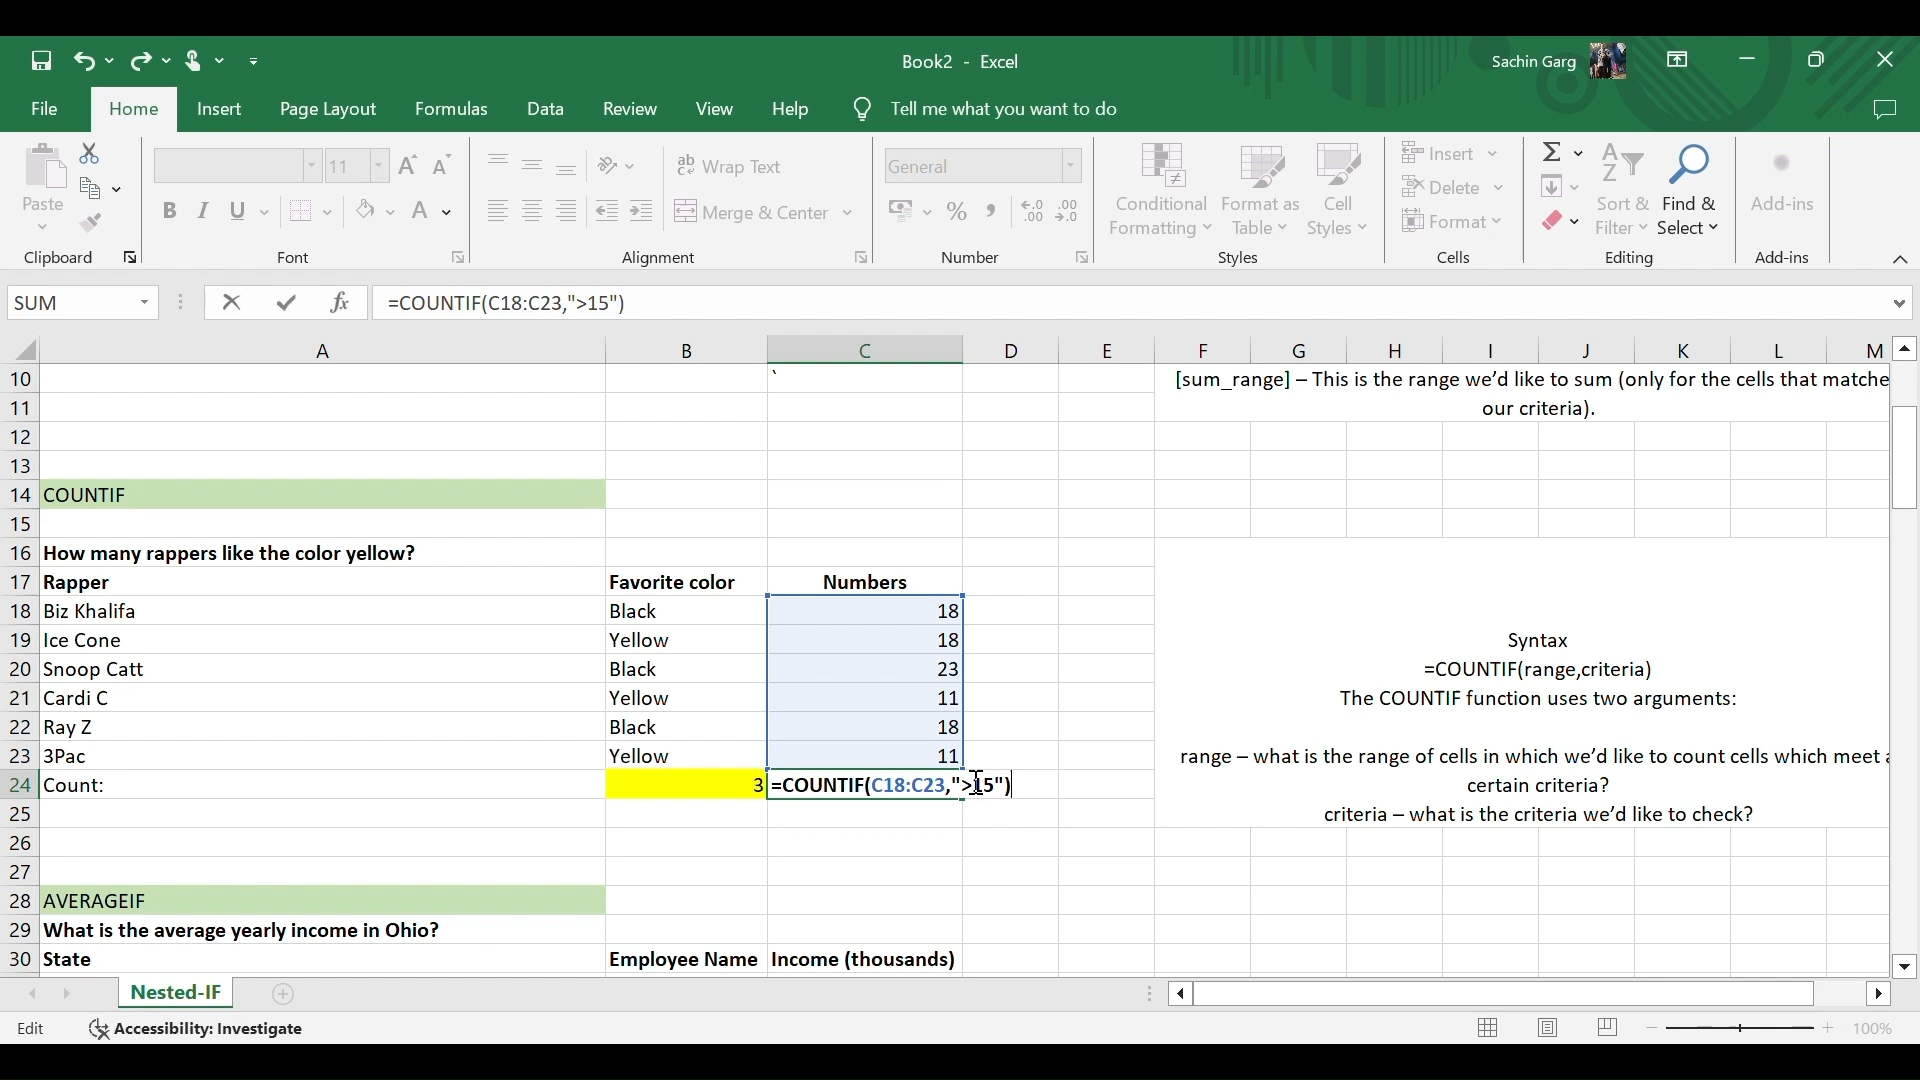 Book2 - Excel
Sachin Garg
File Home Insert Page Layout Formulas Data Review View Help Tell me what you want to do
Paste
Clipboard
11
B I U A
Font
Wrap Text
Merge & Center
Alignment
General
% ,
Number
Conditional Formatting
Format as Table
Cell Styles
Styles
Insert
Delete
Format
Cells
Sort & Filter
Find & Select
Editing
Add-ins
Add-ins
SUM fx =COUNTIF(C18:C23,">15")
A B C D E F G H I J K L M
10 ` [sum_range] – This is the range we’d like to sum (only for the cells that matche
11 our criteria).
12
13
14 COUNTIF
15
16 How many rappers like the color yellow?
17 Rapper Favorite color Numbers
18 Biz Khalifa Black 18
19 Ice Cone Yellow 18 Syntax
20 Snoop Catt Black 23 =COUNTIF(range,criteria)
21 Cardi C Yellow 11 The COUNTIF function uses two arguments:
22 Ray Z Black 18
23 3Pac Yellow 11 range – what is the range of cells in which we’d like to count cells which meet a
24 Count: 3 =COUNTIF(C18:C23,">15") certain criteria?
25 criteria – what is the criteria we’d like to check?
26
27
28 AVERAGEIF
29 What is the average yearly income in Ohio?
30 State Employee Name Income (thousands)
Nested-IF
Edit Accessibility: Investigate 100%